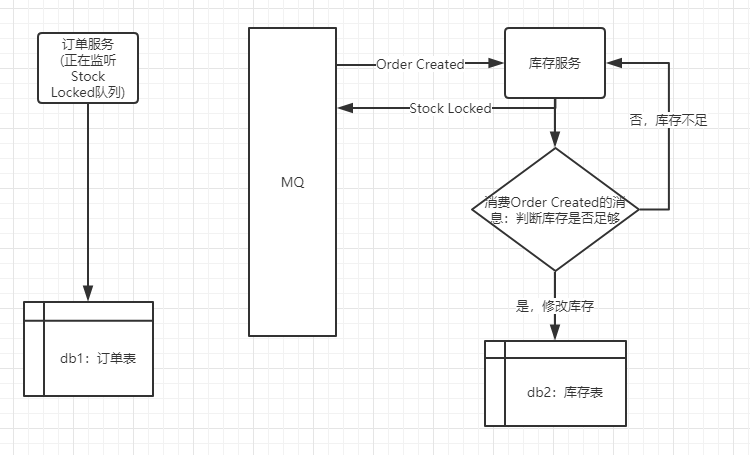 订单服务
(正在监听
Stock
Locked队列)
Order Created
库存服务
Stock Locked
否，库存不足
MQ
消费Order Created的消
息：判断库存是否足够
是，修改库存
db1：订单表
db2：库存表